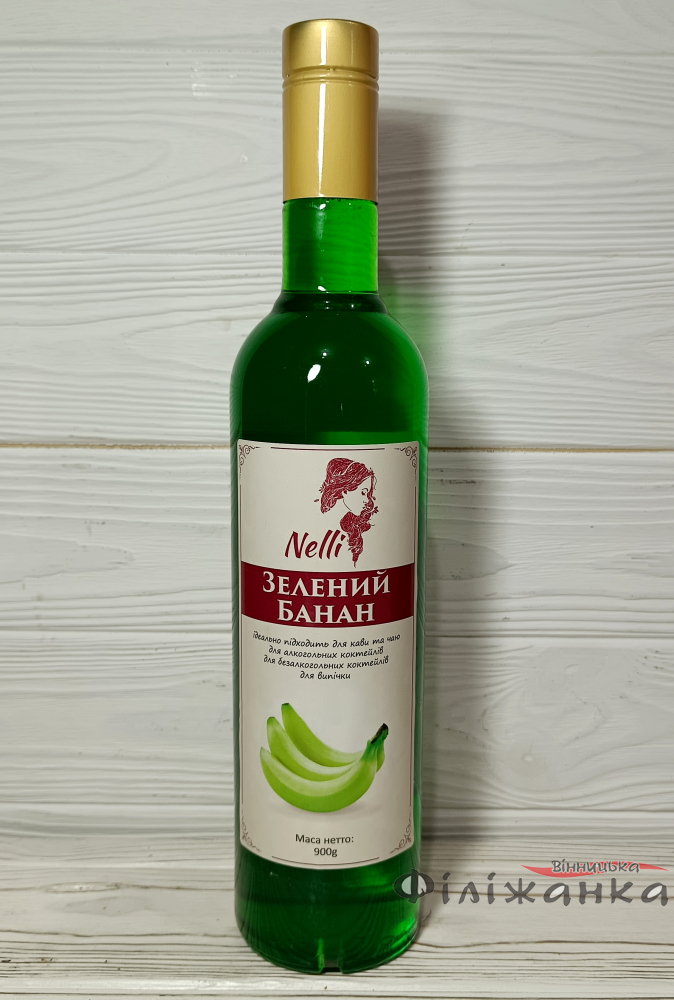 Nelli
Зелений
Банан
ідеально підходить для кави та чаю
для алкогольних коктейлів
для безалкогольних коктейлів
для випічки
Маса нетто:
900g
Вінницька
Філіжанка